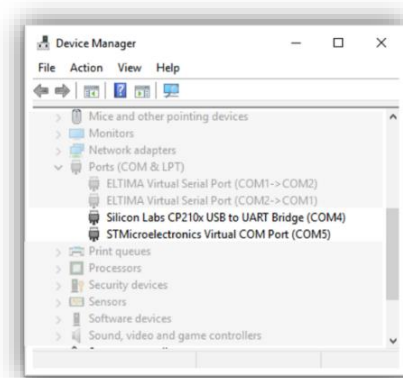 Device Manager
File Action View Help
Mice and other pointing devices
Monitors
Network adapters
Ports (COM & LPT)
ELTIMA Virtual Serial Port (COM1->COM2)
ELTIMA Virtual Serial Port (COM2->COM1)
Silicon Labs CP210x USB to UART Bridge (COM4)
STMicroelectronics Virtual COM Port (COM5)
Print queues
Processors
Security devices
Sensors
Software devices
Sound, video and game controllers